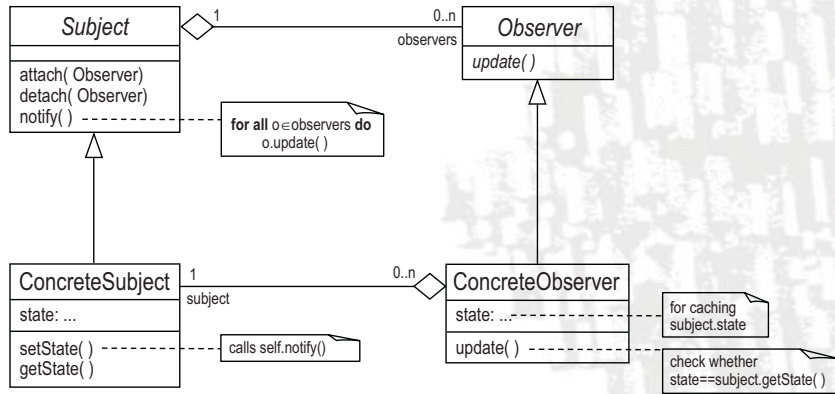 Subject
1
0..n
observers
Observer
update( )
attach( Observer)
detach( Observer)
notify( )
for all o∈observers do
o.update( )
ConcreteSubject
1
subject
0..n
ConcreteObserver
state: ...
state: ...
for caching
subject.state
setState( )
getState( )
calls self.notify()
update( )
check whether
state==subject.getState( )